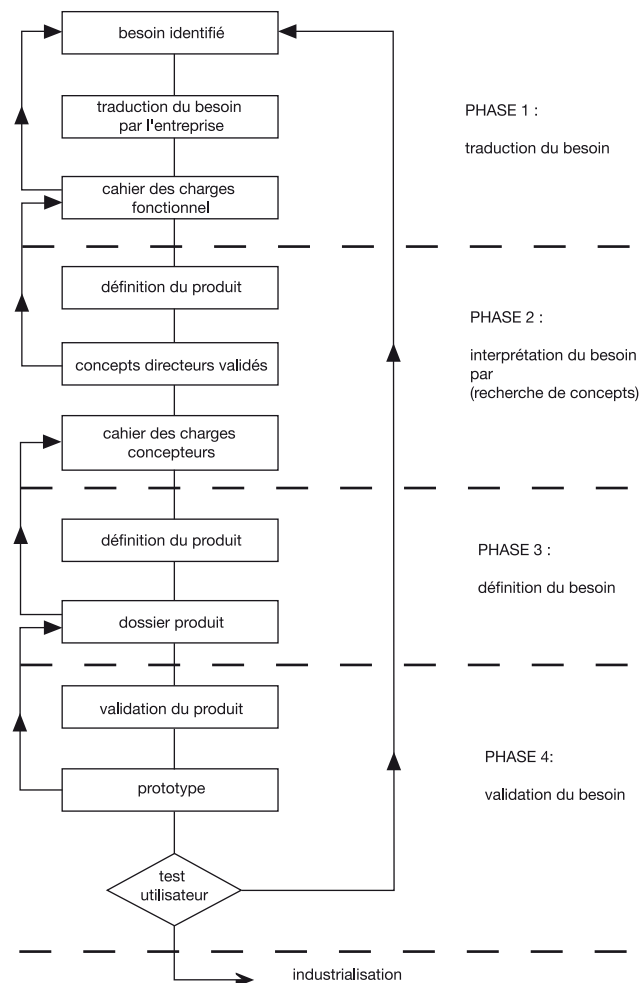 besoin identifié
traduction du besoin
par l'entreprise
PHASE 1 :
traduction du besoin
cahier des charges
fonctionnel
définition du produit
PHASE 2 :
interprétation du besoin
par
(recherche de concepts)
concepts directeurs validés
cahier des charges
concepteurs
définition du produit
PHASE 3 :
définition du besoin
dossier produit
validation du produit
PHASE 4:
validation du besoin
prototype
test
utilisateur
industrialisation